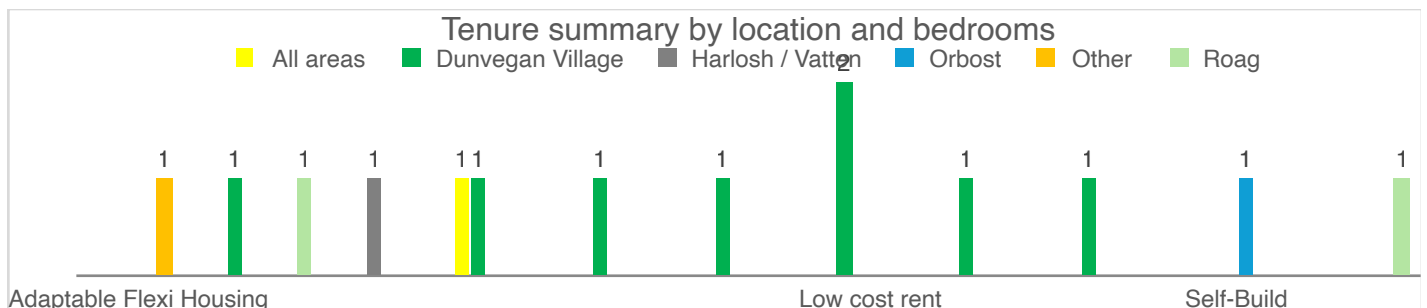 Tenure summary by location and bedrooms
All areas Dunvegan Village Harlosh / Vatten Orbost Other Roag
2
1 1 1 1 1 1 1 1 1 1 1 1
Adaptable Flexi Housing Low cost rent Self-Build